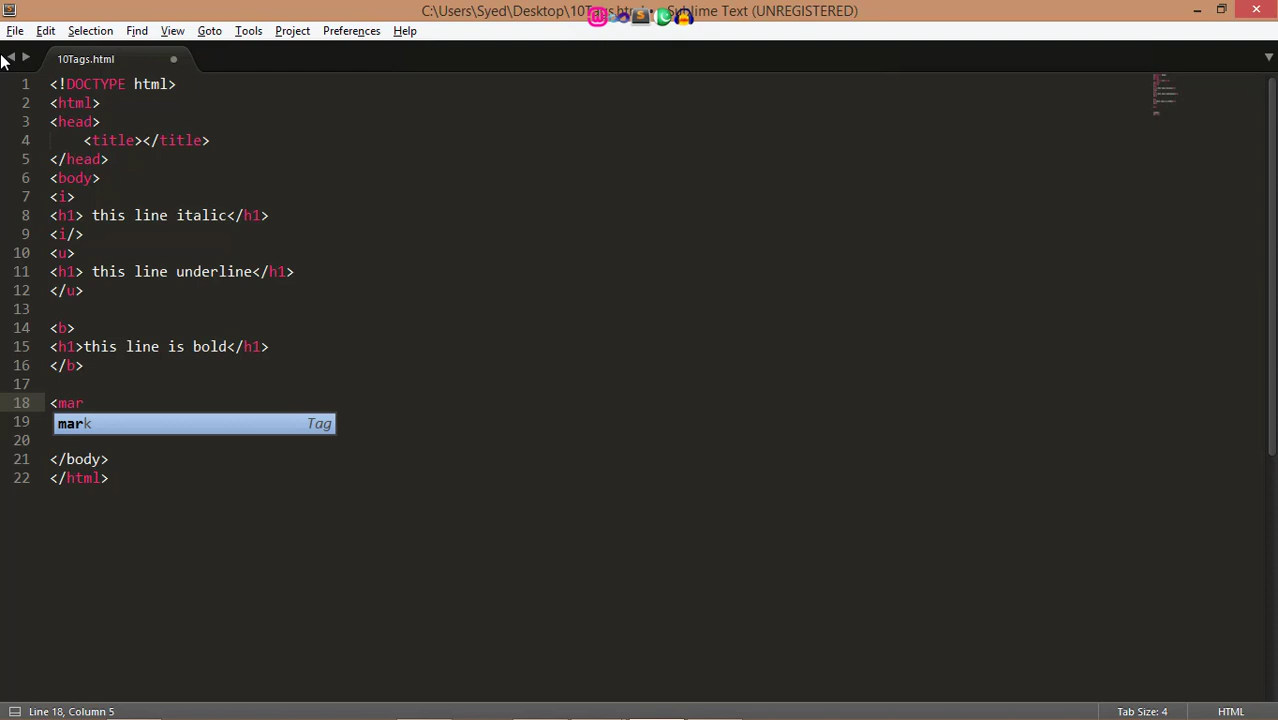 C:\Users\Syed\Desktop\10Tags.html • - Sublime Text (UNREGISTERED)
File Edit Selection Find View Goto Tools Project Preferences Help
10Tags.html
1 <!DOCTYPE html>
2 <html>
3 <head>
4 <title></title>
5 </head>
6 <body>
7 <i>
8 <h1> this line italic</h1>
9 <i/>
10 <u>
11 <h1> this line underline</h1>
12 </u>
13
14 <b>
15 <h1>this line is bold</h1>
16 </b>
17
18 <mar
19 mark Tag
20
21 </body>
22 </html>
Line 18, Column 5 Tab Size: 4 HTML